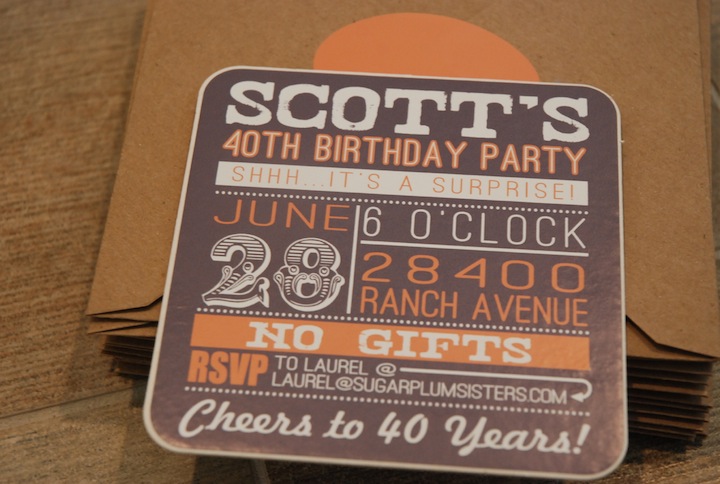 SCOTT'S
40TH BIRTHDAY PARTY
SHHH...IT'S A SURPRISE!
JUNE
28
6 O'CLOCK
28400
RANCH AVENUE
NO GIFTS
RSVP TO LAUREL @
LAUREL@SUGARPLUMSISTERS.COM
Cheers to 40 Years!